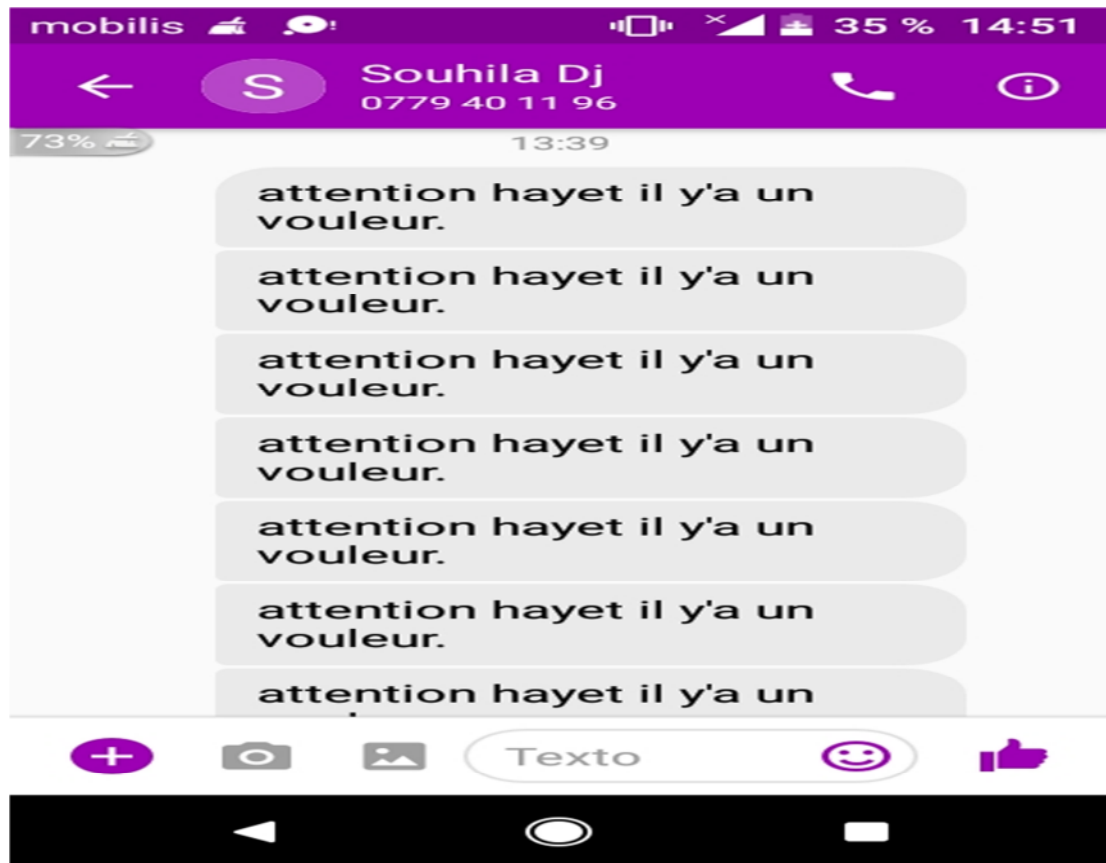 mobilis 35 % 14:51
S Souhila Dj
0779 40 11 96
73%
13:39
attention hayet il y'a un
vouleur.
attention hayet il y'a un
vouleur.
attention hayet il y'a un
vouleur.
attention hayet il y'a un
vouleur.
attention hayet il y'a un
vouleur.
attention hayet il y'a un
vouleur.
attention hayet il y'a un
Texto